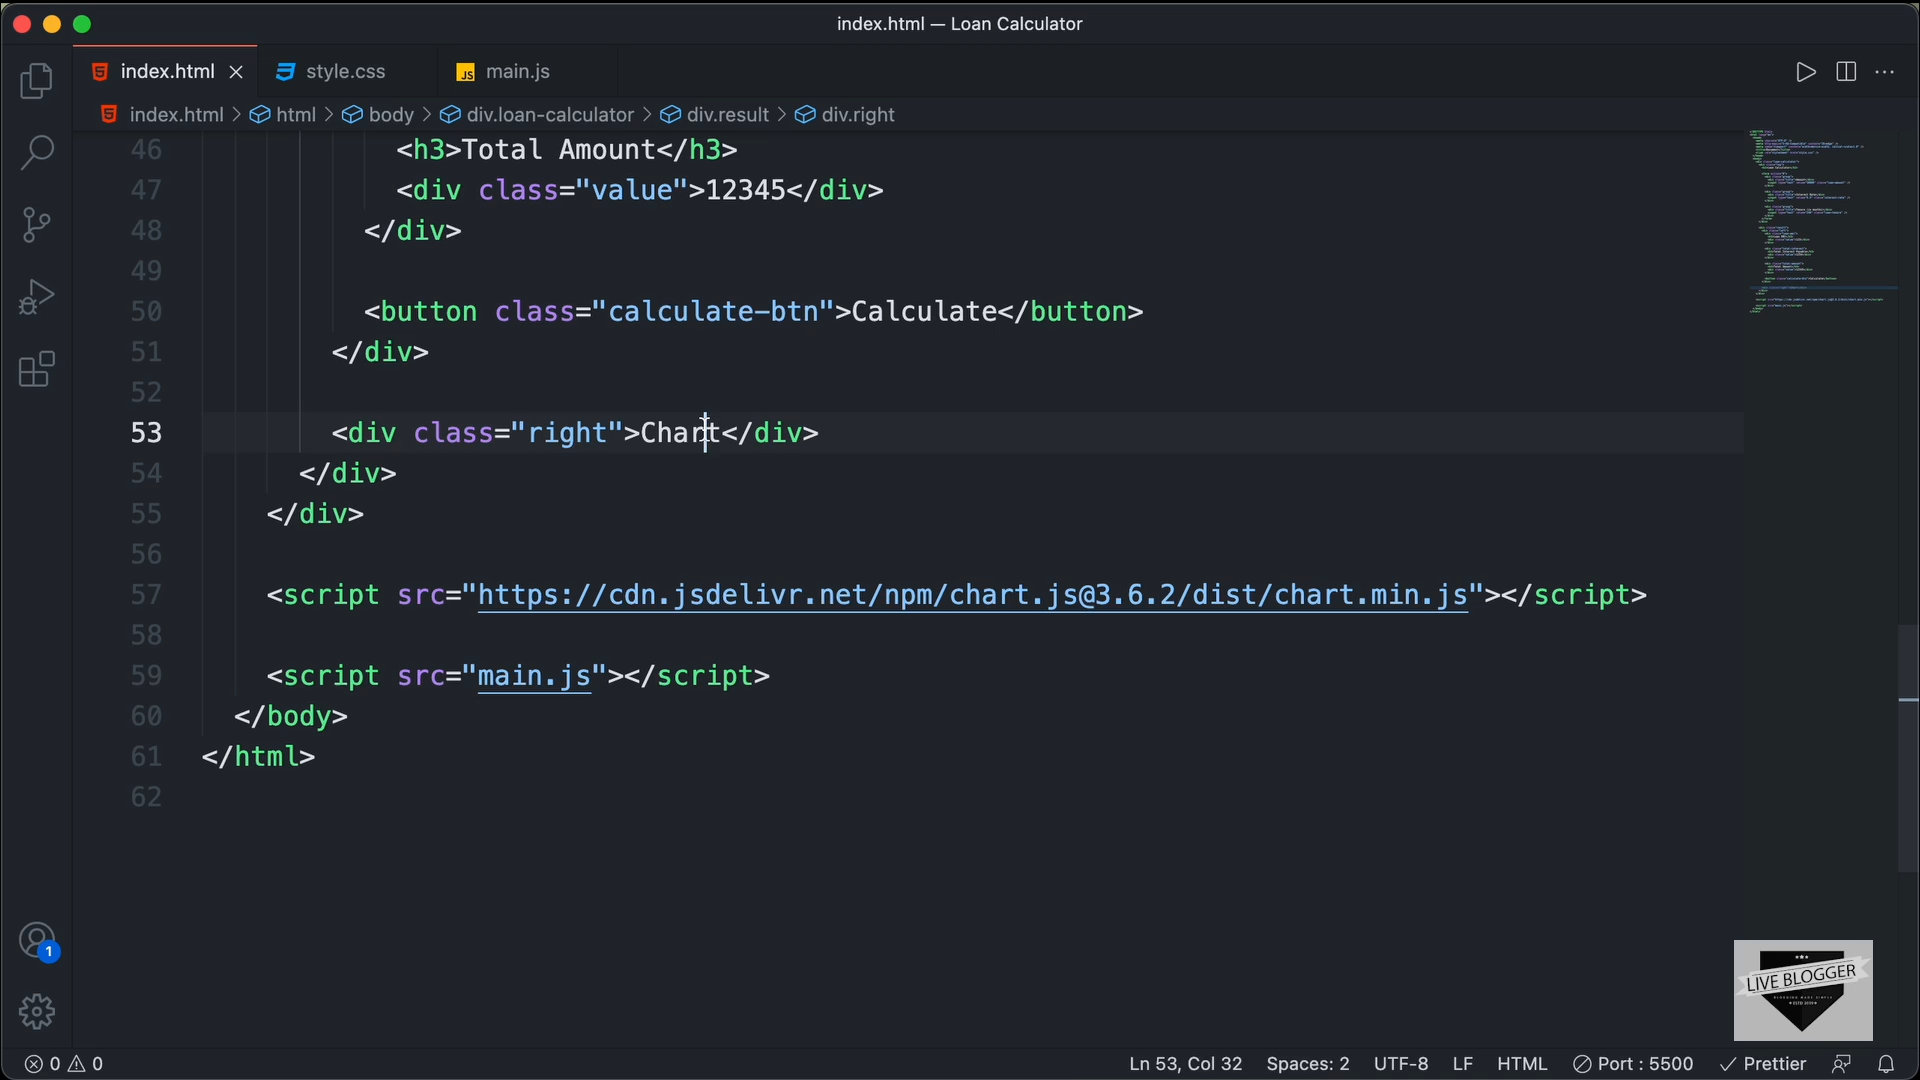 index.html — Loan Calculator
index.html style.css main.js
index.html > html > body > div.loan-calculator > div.result > div.right
46 <h3>Total Amount</h3>
47 <div class="value">12345</div>
48 </div>
49
50 <button class="calculate-btn">Calculate</button>
51 </div>
52
53 <div class="right">Chart</div>
54 </div>
55 </div>
56
57 <script src="https://cdn.jsdelivr.net/npm/chart.js@3.6.2/dist/chart.min.js"></script>
58
59 <script src="main.js"></script>
60 </body>
61 </html>
62
1
LIVE BLOGGER
0 0 Ln 53, Col 32 Spaces: 2 UTF-8 LF HTML Port : 5500 Prettier